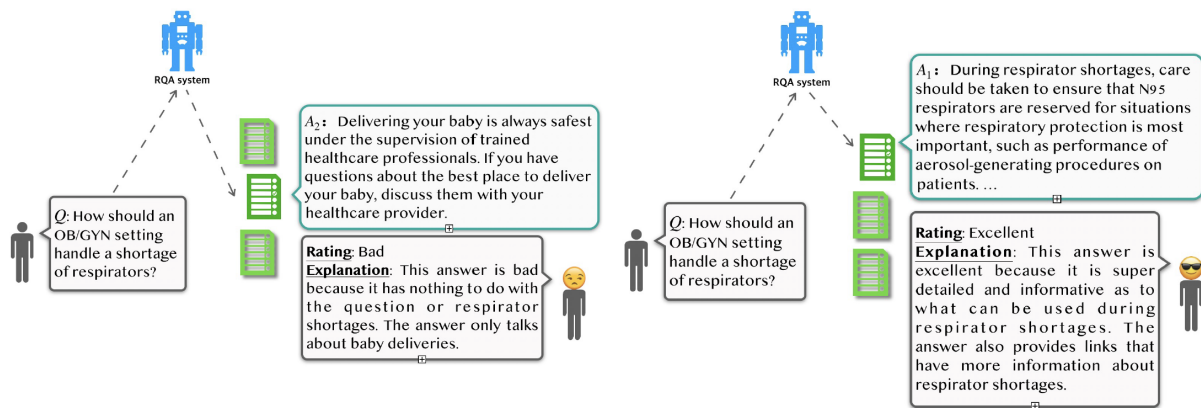 RQA system
A2： Delivering your baby is always safest
under the supervision of trained
healthcare professionals. If you have
questions about the best place to deliver
your baby, discuss them with your
healthcare provider.
Q: How should an
OB/GYN setting
handle a shortage
of respirators?
Rating: Bad
Explanation: This answer is bad
because it has nothing to do with
the question or respirator
shortages. The answer only talks
about baby deliveries.
RQA system
A1： During respirator shortages, care
should be taken to ensure that N95
respirators are reserved for situations
where respiratory protection is most
important, such as performance of
aerosol-generating procedures on
patients. ...
Q: How should an
OB/GYN setting
handle a shortage
of respirators?
Rating: Excellent
Explanation: This answer is
excellent because it is super
detailed and informative as to
what can be used during
respirator shortages. The
answer also provides links that
have more information about
respirator shortages.